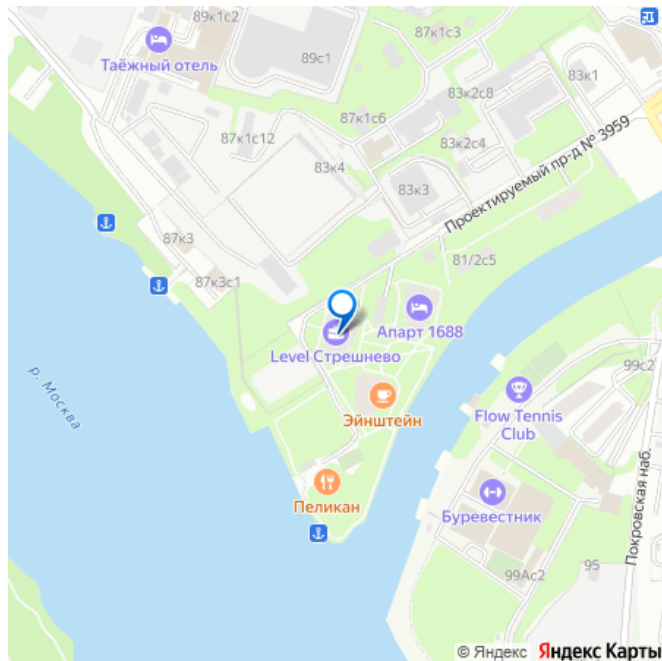 89к1с2
87к1с3
Таёжный отель
89с1
83к1
83к2с8
87к1с6
87к1с12
83к2с4
83к4
83к3
Проектируемый пр-д № 3959
87к3
81/2с5
87к3с1
Апарт 1688
Level Стрешнево
99с2
р. Москва
Эйнштейн
Flow Tennis
Club
Пеликан
Буревестник
Покровская наб.
99Ас2
95
© Яндекс Яндекс Карты